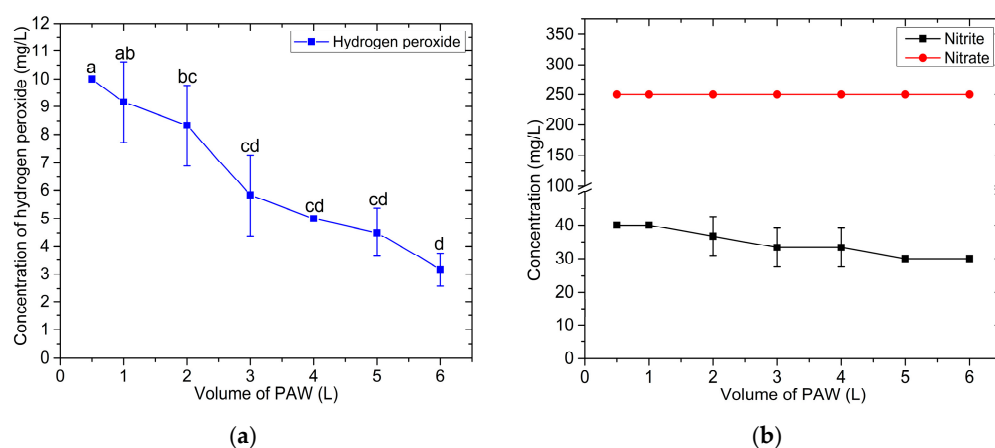 12
11
10
9
8
7
6
5
4
3
2
1
0
Concentration of hydrogen peroxide (mg/L)
Hydrogen peroxide
a
ab
bc
cd
cd
cd
d
0 1 2 3 4 5 6
Volume of PAW (L)
(a)
350
300
250
200
150
100
40
30
20
10
0
Concentration (mg/L)
Nitrite
Nitrate
0 1 2 3 4 5 6
Volume of PAW (L)
(b)